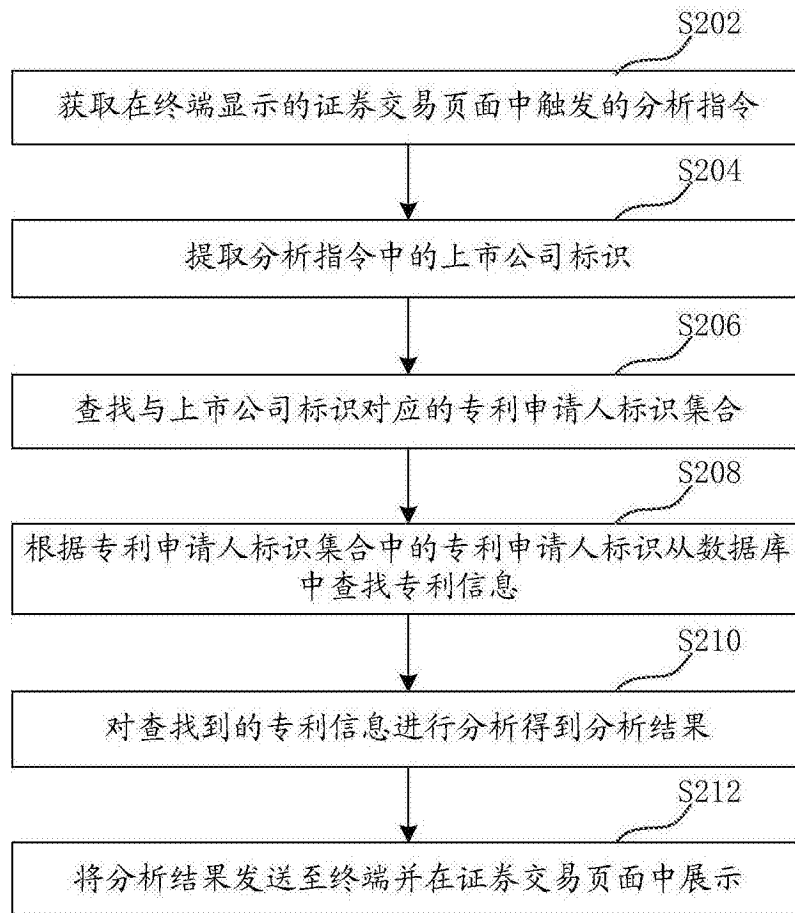 S202
获取在终端显示的证券交易页面中触发的分析指令
S204
提取分析指令中的上市公司标识
S206
查找与上市公司标识对应的专利申请人标识集合
S208
根据专利申请人标识集合中的专利申请人标识从数据库
中查找专利信息
S210
对查找到的专利信息进行分析得到分析结果
S212
将分析结果发送至终端并在证券交易页面中展示